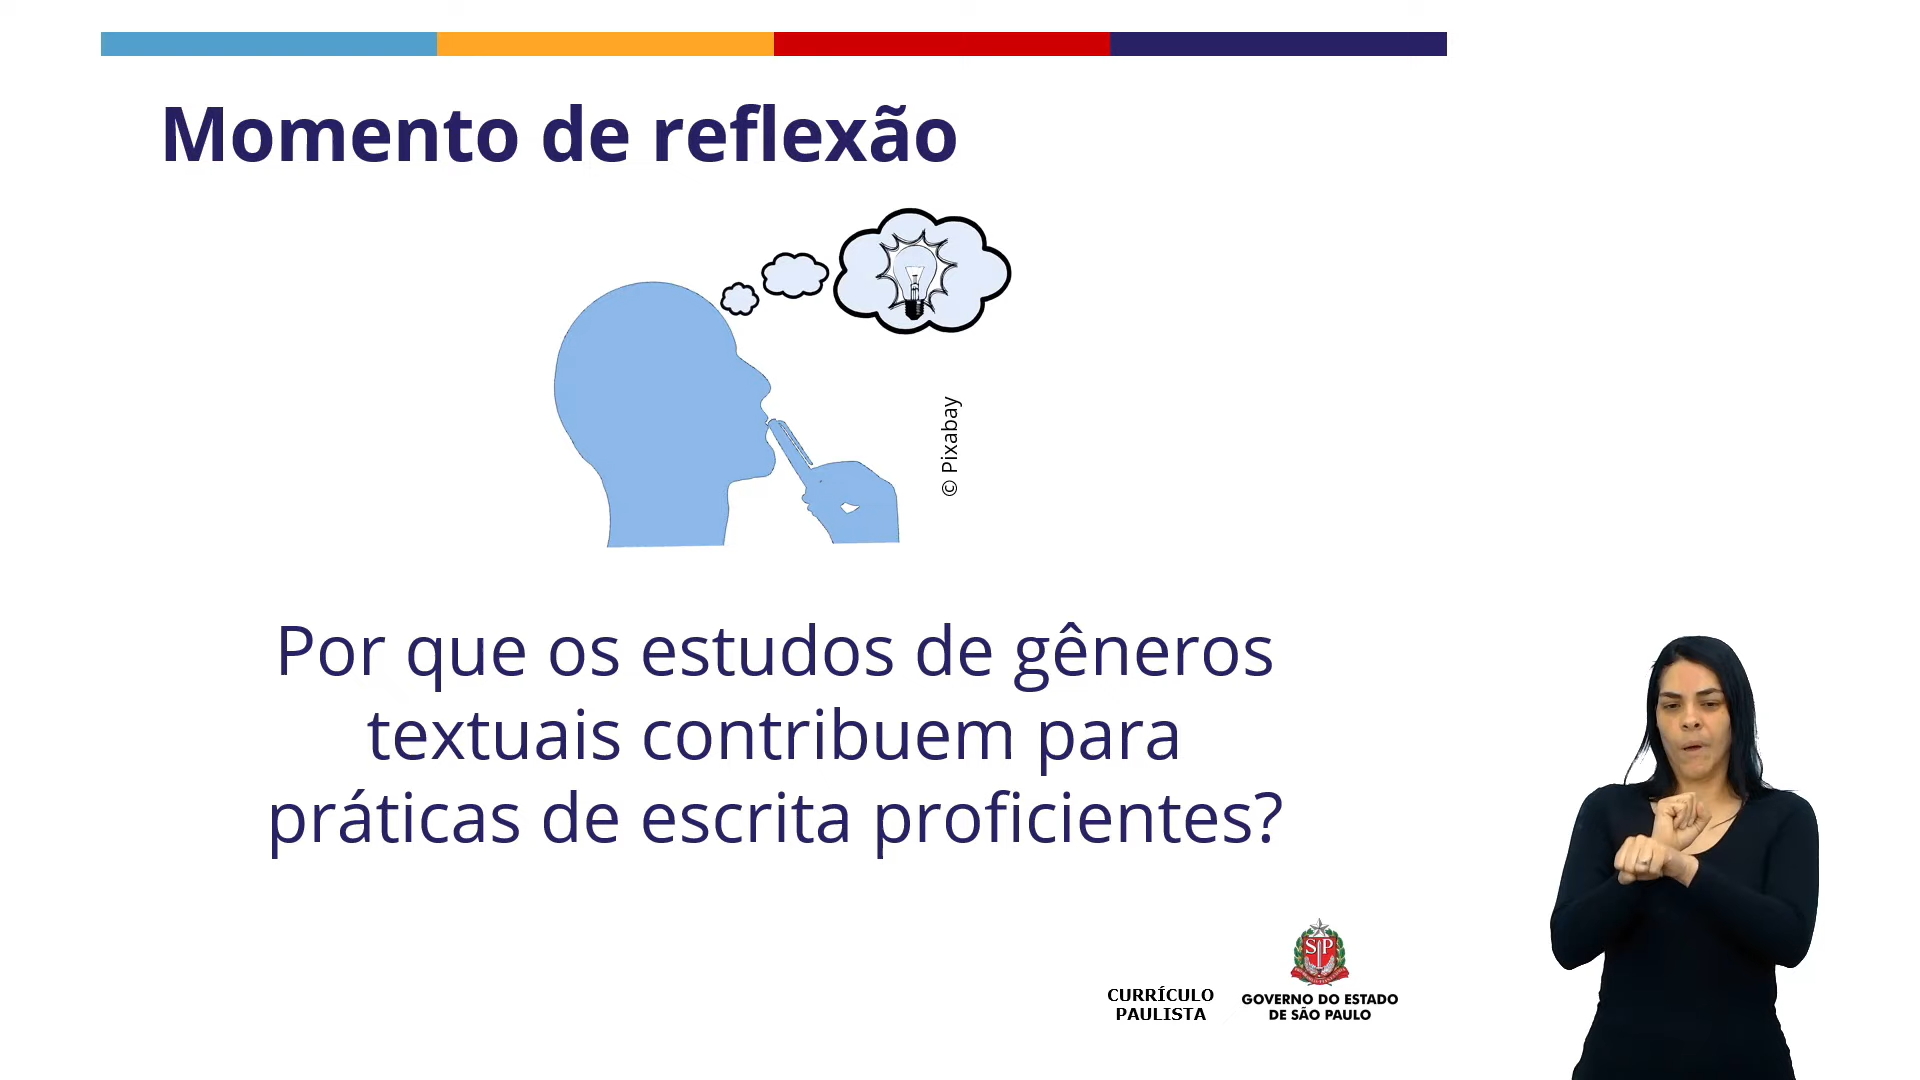 Momento de reflexão
© Pixabay
Por que os estudos de gêneros
textuais contribuem para
práticas de escrita proficientes?
CURRÍCULO
PAULISTA
SP
GOVERNO DO ESTADO
DE SÃO PAULO